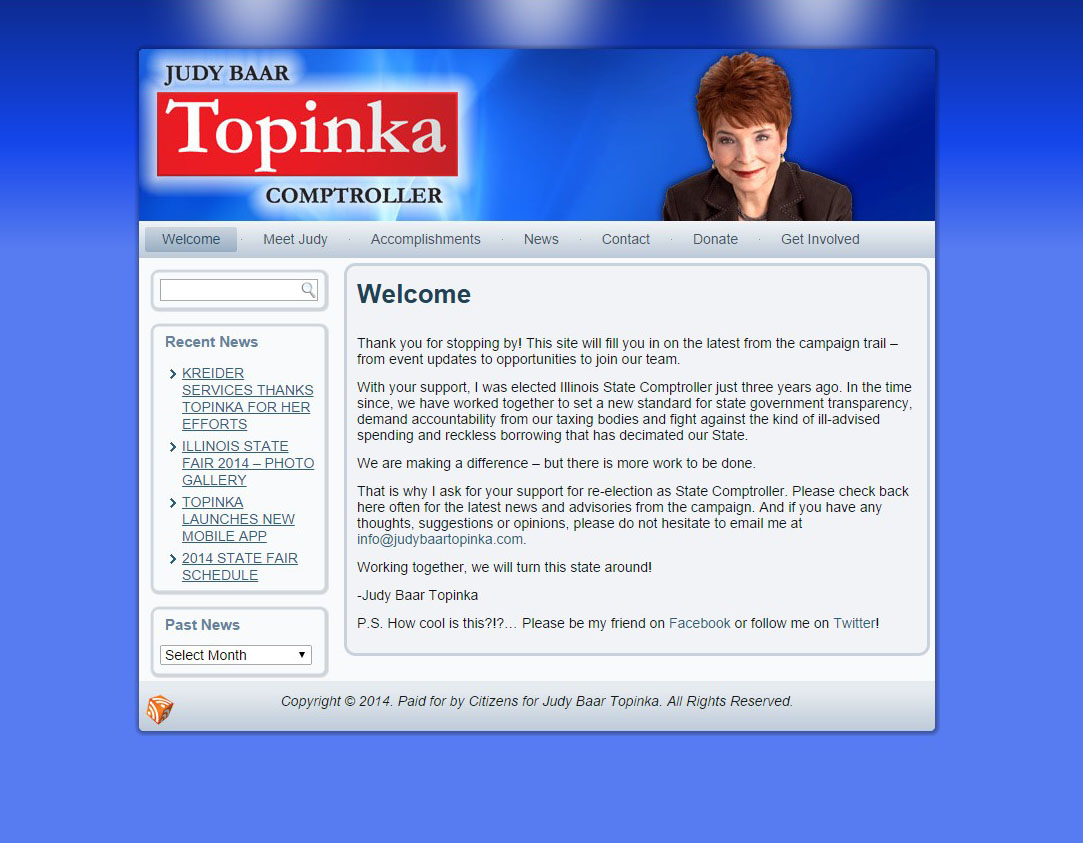 JUDY BAAR
Topinka
COMPTROLLER
Welcome Meet Judy Accomplishments News Contact Donate Get Involved
Recent News
KREIDER
SERVICES THANKS
TOPINKA FOR HER
EFFORTS
ILLINOIS STATE
FAIR 2014 – PHOTO
GALLERY
TOPINKA
LAUNCHES NEW
MOBILE APP
2014 STATE FAIR
SCHEDULE
Past News
Select Month
Welcome
Thank you for stopping by! This site will fill you in on the latest from the campaign trail –
from event updates to opportunities to join our team.
With your support, I was elected Illinois State Comptroller just three years ago. In the time
since, we have worked together to set a new standard for state government transparency,
demand accountability from our taxing bodies and fight against the kind of ill-advised
spending and reckless borrowing that has decimated our State.
We are making a difference – but there is more work to be done.
That is why I ask for your support for re-election as State Comptroller. Please check back
here often for the latest news and advisories from the campaign. And if you have any
thoughts, suggestions or opinions, please do not hesitate to email me at
info@judybaartopinka.com.
Working together, we will turn this state around!
-Judy Baar Topinka
P.S. How cool is this?!?… Please be my friend on Facebook or follow me on Twitter!
Copyright © 2014. Paid for by Citizens for Judy Baar Topinka. All Rights Reserved.